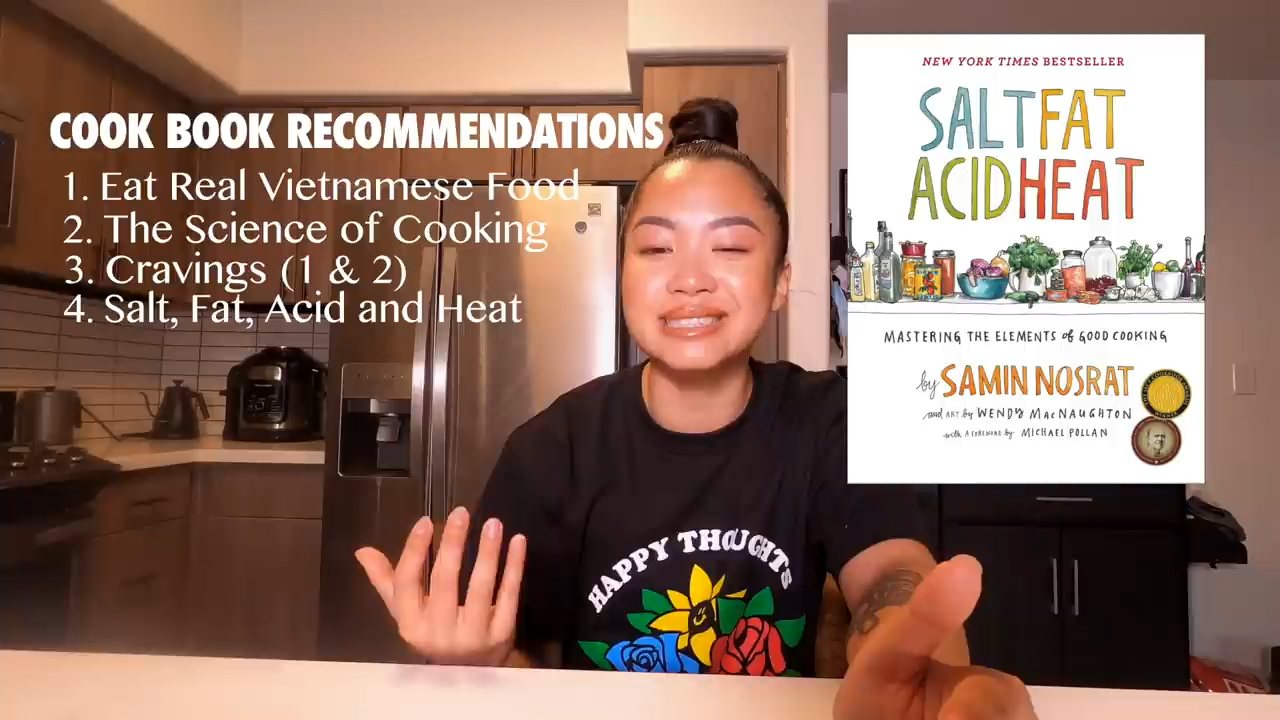 COOK BOOK RECOMMENDATIONS
1. Eat Real Vietnamese Food
2. The Science of Cooking
3. Cravings (1 & 2)
4. Salt, Fat, Acid and Heat
NEW YORK TIMES BESTSELLER
SALT FAT
ACID HEAT
MASTERING THE ELEMENTS of GOOD COOKING
by SAMIN NOSRAT
and ART by WENDY MacNAUGHTON
with A FOREWORD by MICHAEL POLLAN
HAPPY THOUGHTS